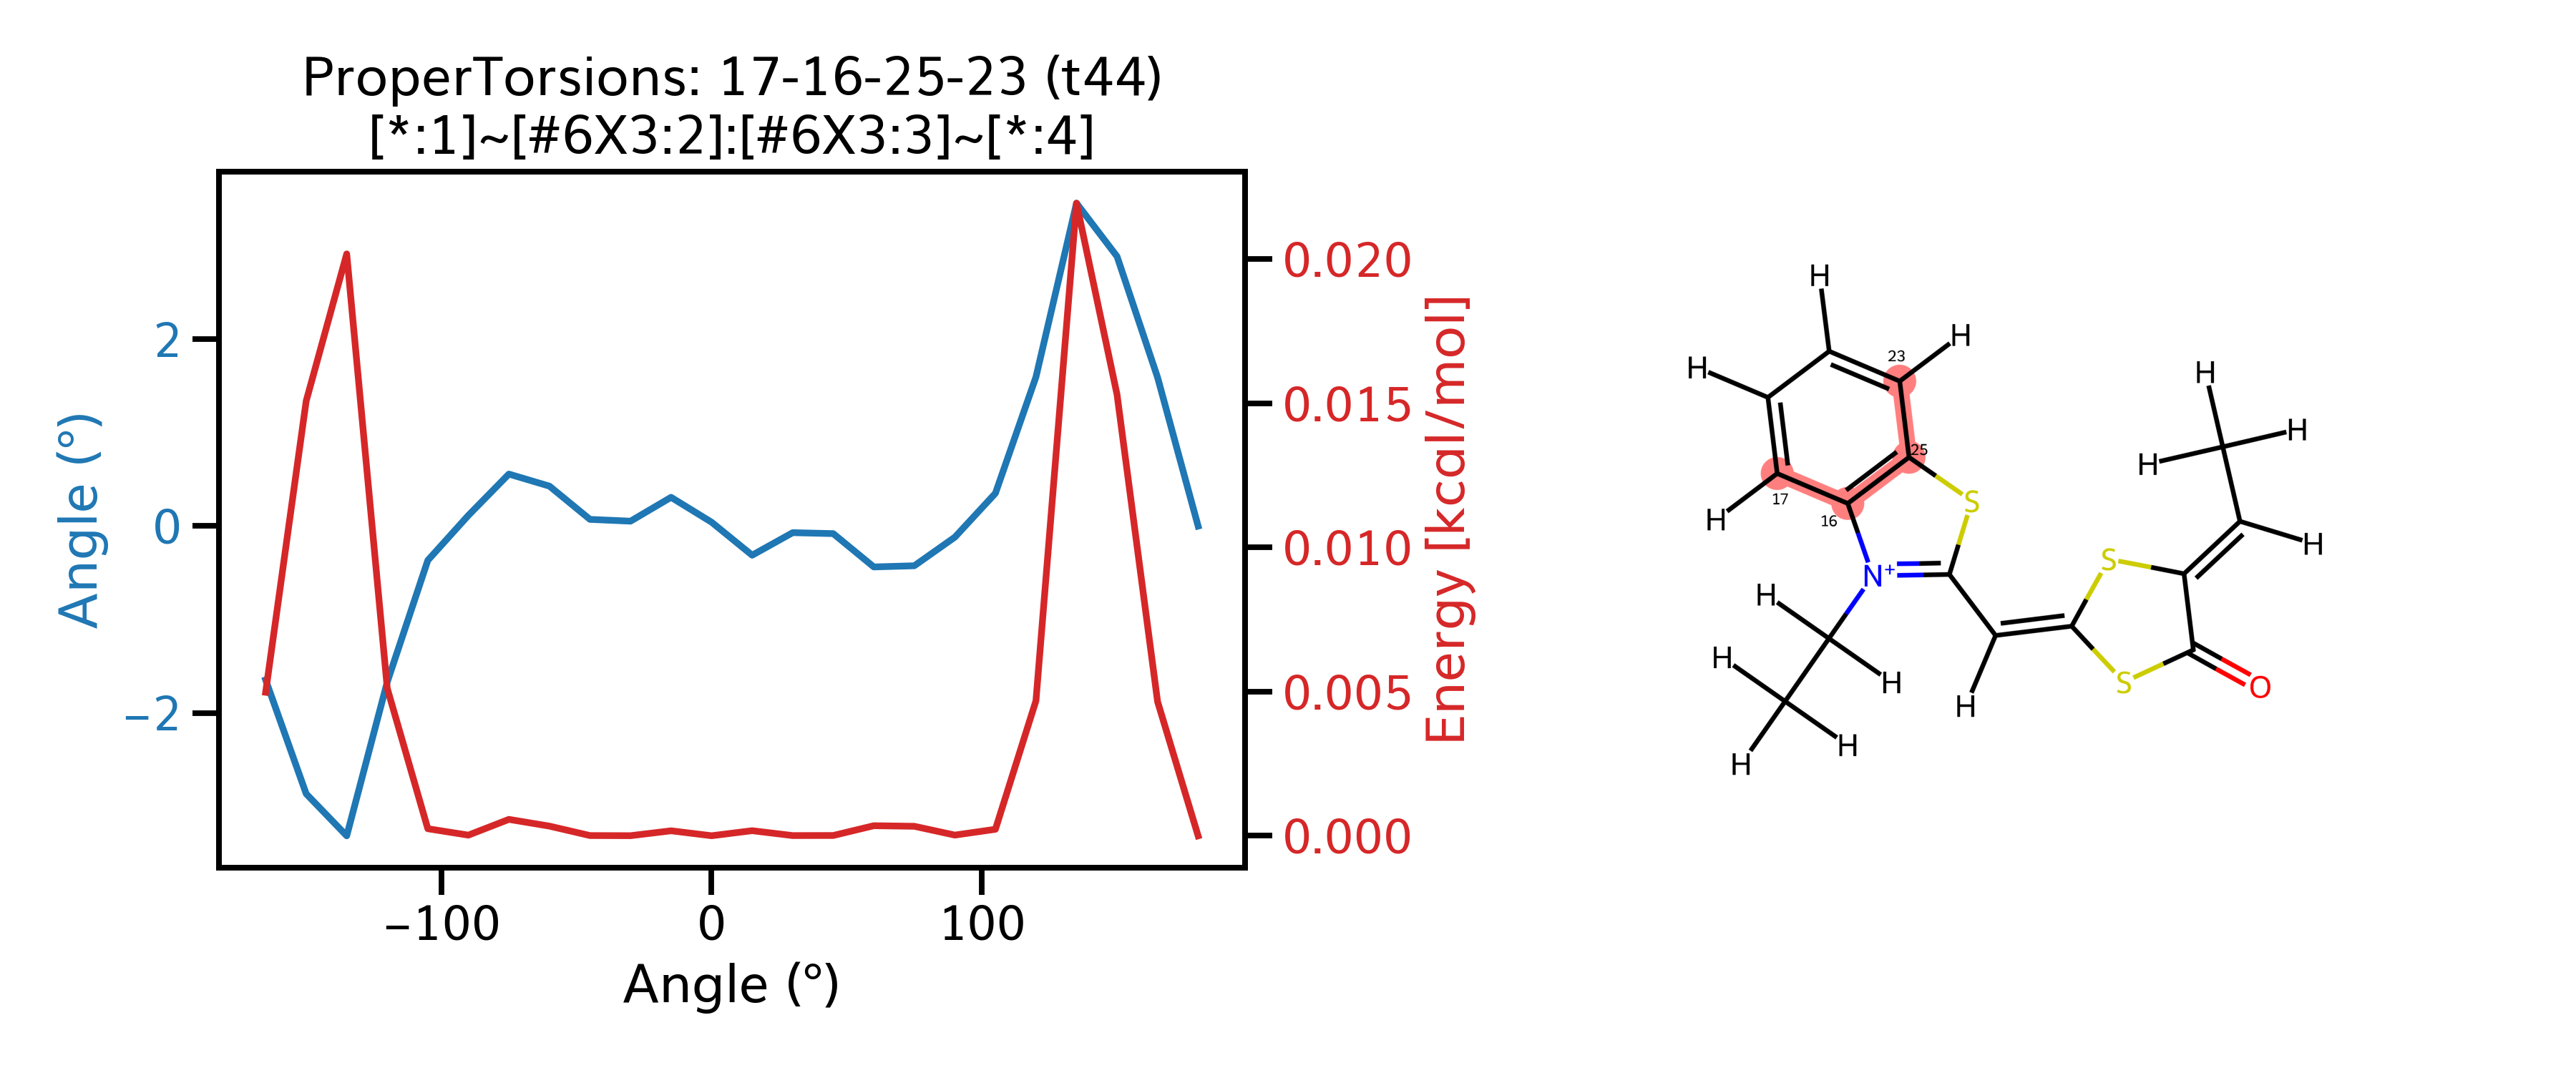 ProperTorsions: 17-16-25-23 (t44)
[*:1]~[#6X3:2]:[#6X3:3]~[*:4]
2
0
−2
Angle (°)
0.020
0.015
0.010
0.005
0.000
Energy [kcal/mol]
−100
0
100
Angle (°)
H
H
23
H
H
25
17
16
H
S
N+
H
H
H
H
H
H
H
H
H
H
S
S
O
H